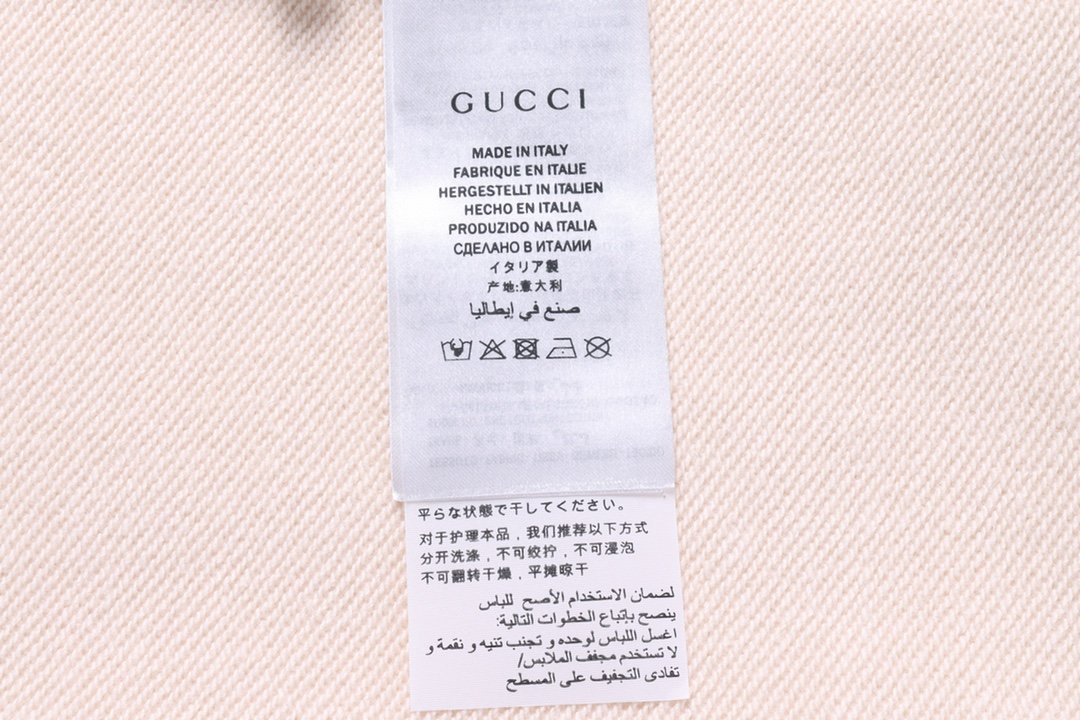 GUCCI
MADE IN ITALY
FABRIQUE EN ITALIE
HERGESTELLT IN ITALIEN
HECHO EN ITALIA
PRODUZIDO NA ITALIA
СДЕЛАНО В ИТАЛИИ
イタリア製
产地:意大利
صنع في إيطاليا
平らな状態で干してください。
对于护理本品，我们推荐以下方式
分开洗涤，不可绞拧，不可浸泡
不可翻转干燥，平摊晾干
لضمان الاستخدام الأصح للباس
ينصح بإتباع الخطوات التالية:
اغسل اللباس لوحده و تجنب تنيه و نقمة و
لا تستخدم مجفف الملابس/
تفادى التجفيف على المسطح